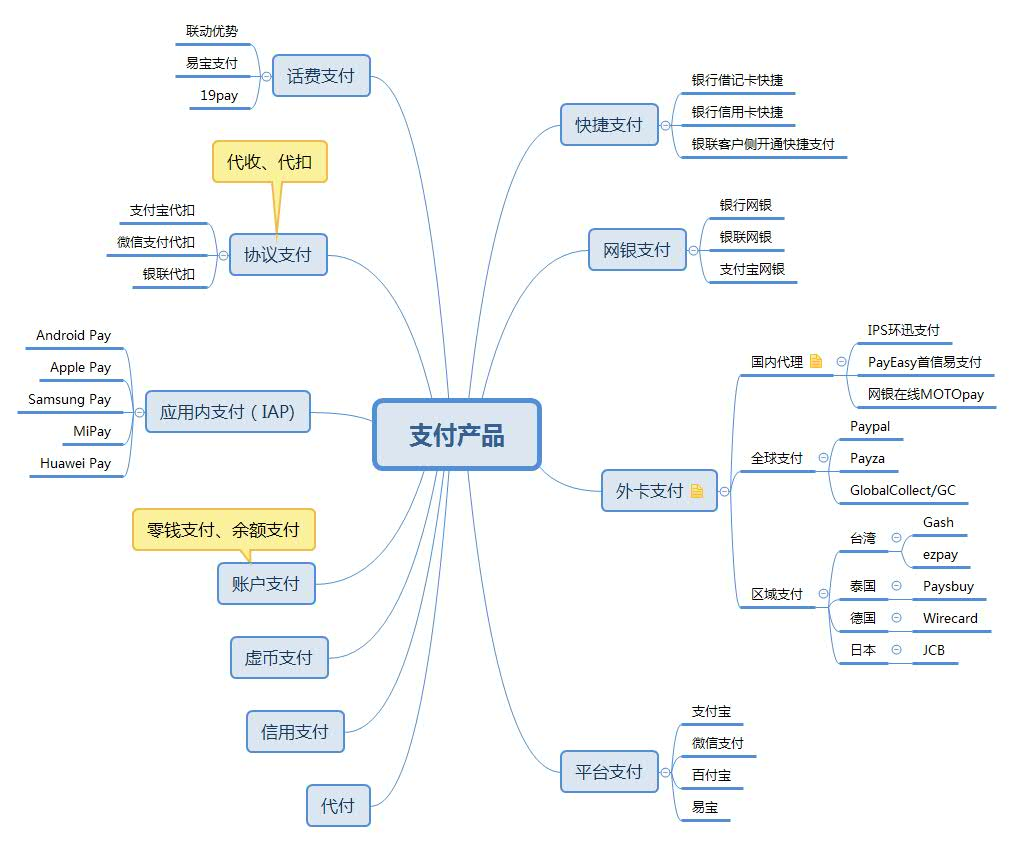 支付产品
话费支付
联动优势
易宝支付
19pay
代收、代扣
协议支付
支付宝代扣
微信支付代扣
银联代扣
应用内支付（IAP)
Android Pay
Apple Pay
Samsung Pay
MiPay
Huawei Pay
零钱支付、余额支付
账户支付
虚币支付
信用支付
代付
快捷支付
银行借记卡快捷
银行信用卡快捷
银联客户侧开通快捷支付
网银支付
银行网银
银联网银
支付宝网银
外卡支付
国内代理
IPS环迅支付
PayEasy首信易支付
网银在线MOTOpay
全球支付
Paypal
Payza
GlobalCollect/GC
区域支付
台湾
Gash
ezpay
泰国
Paysbuy
德国
Wirecard
日本
JCB
平台支付
支付宝
微信支付
百付宝
易宝